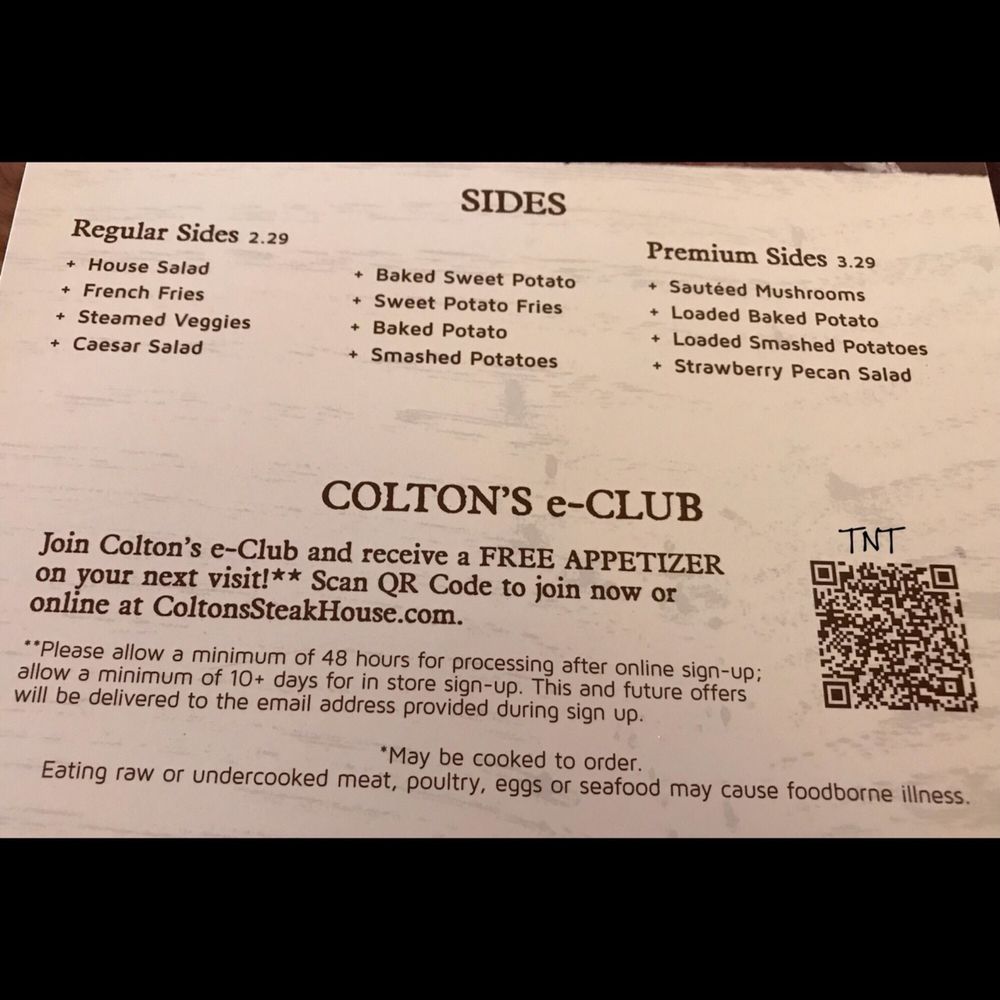 SIDES
Regular Sides 2.29
+ House Salad
+ French Fries
+ Steamed Veggies
+ Caesar Salad
+ Baked Sweet Potato
+ Sweet Potato Fries
+ Baked Potato
+ Smashed Potatoes
Premium Sides 3.29
+ Sautéed Mushrooms
+ Loaded Baked Potato
+ Loaded Smashed Potatoes
+ Strawberry Pecan Salad
COLTON'S e-CLUB
Join Colton's e-Club and receive a FREE APPETIZER
on your next visit!** Scan QR Code to join now or
online at ColtonsSteakHouse.com.
TNT
**Please allow a minimum of 48 hours for processing after online sign-up;
allow a minimum of 10+ days for in store sign-up. This and future offers
will be delivered to the email address provided during sign up.
*May be cooked to order.
Eating raw or undercooked meat, poultry, eggs or seafood may cause foodborne illness.